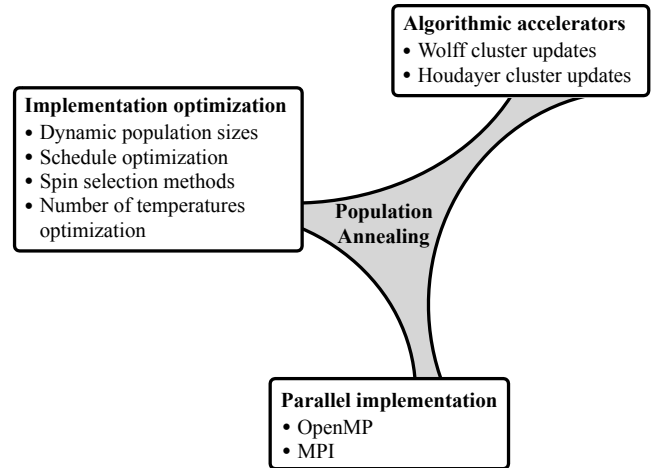 Algorithmic accelerators
• Wolff cluster updates
• Houdayer cluster updates
Implementation optimization
• Dynamic population sizes
• Schedule optimization
• Spin selection methods
• Number of temperatures
optimization
Population
Annealing
Parallel implementation
• OpenMP
• MPI